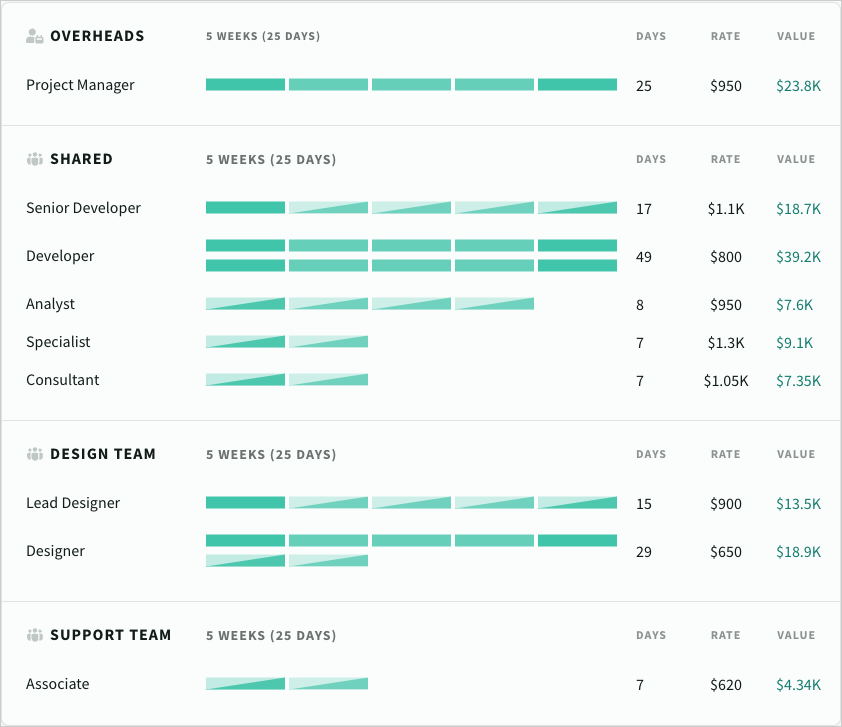 OVERHEADS 5 WEEKS (25 DAYS) DAYS RATE VALUE
Project Manager 25 $950 $23.8K
SHARED 5 WEEKS (25 DAYS) DAYS RATE VALUE
Senior Developer 17 $1.1K $18.7K
Developer 49 $800 $39.2K
Analyst 8 $950 $7.6K
Specialist 7 $1.3K $9.1K
Consultant 7 $1.05K $7.35K
DESIGN TEAM 5 WEEKS (25 DAYS) DAYS RATE VALUE
Lead Designer 15 $900 $13.5K
Designer 29 $650 $18.9K
SUPPORT TEAM 5 WEEKS (25 DAYS) DAYS RATE VALUE
Associate 7 $620 $4.34K